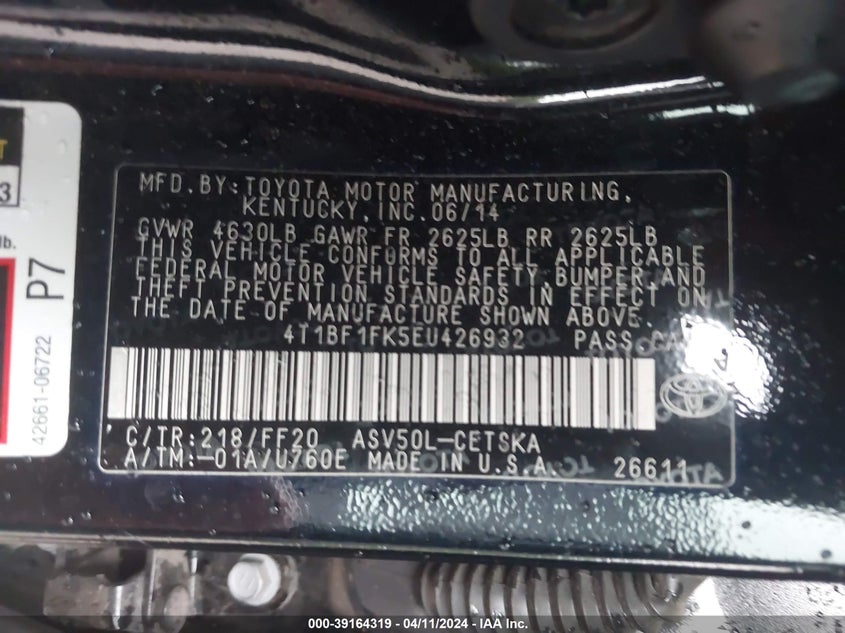 MFD. BY: TOYOTA MOTOR MANUFACTURING,
KENTUCKY, INC. 06/14
GVWR 4630LB GAWR FR 2625LB RR 2625LB
THIS VEHICLE CONFORMS TO ALL APPLICABLE
FEDERAL MOTOR VEHICLE SAFETY, BUMPER, AND
THEFT PREVENTION STANDARDS IN EFFECT ON
THE DATE OF MANUFACTURE SHOWN ABOVE.
4T1BF1FK5EU426932 PASS. CAR
C/TR: 218/FF20 ASV50L-CETSKA
A/TM: -01A/U760E MADE IN U.S.A. 26611
3
lb.
P7
42661-06722
000-39164319 / 04/11/2024 - IAA Inc.